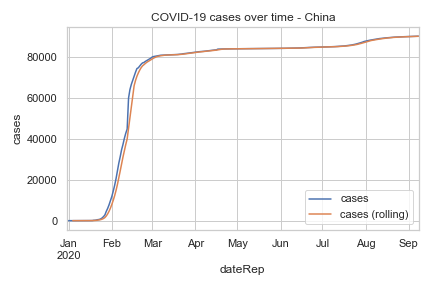 COVID-19 cases over time - China
cases
80000
60000
40000
20000
0
cases
cases (rolling)
Jan Feb Mar Apr May Jun Jul Aug Sep
2020
dateRep